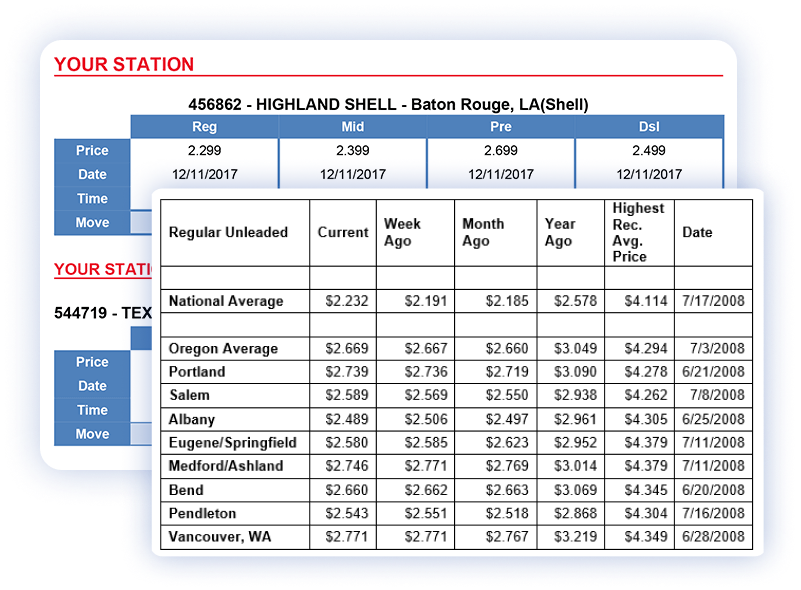 YOUR STATION
456862 - HIGHLAND SHELL - Baton Rouge, LA(Shell)
Reg Mid Pre Dsl
Price 2.299 2.399 2.699 2.499
Date 12/11/2017 12/11/2017 12/11/2017 12/11/2017
Time
Move
YOUR STATI
544719 - TEX
Price
Date
Time
Move
Regular Unleaded Current Week Ago Month Ago Year Ago Highest Rec. Avg. Price Date
National Average $2.232 $2.191 $2.185 $2.578 $4.114 7/17/2008
Oregon Average $2.669 $2.667 $2.660 $3.049 $4.294 7/3/2008
Portland $2.739 $2.736 $2.719 $3.090 $4.278 6/21/2008
Salem $2.589 $2.569 $2.550 $2.938 $4.262 7/8/2008
Albany $2.489 $2.506 $2.497 $2.961 $4.305 6/25/2008
Eugene/Springfield $2.580 $2.585 $2.623 $2.952 $4.379 7/11/2008
Medford/Ashland $2.746 $2.771 $2.769 $3.014 $4.379 7/11/2008
Bend $2.660 $2.662 $2.663 $3.069 $4.345 6/20/2008
Pendleton $2.543 $2.551 $2.518 $2.868 $4.304 7/16/2008
Vancouver, WA $2.771 $2.771 $2.767 $3.219 $4.349 6/28/2008